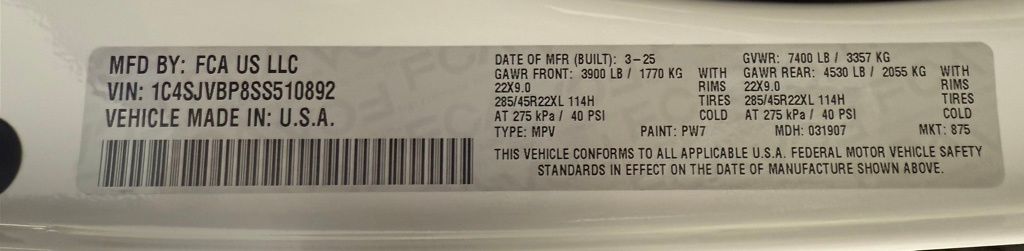 MFD BY: FCA US LLC
VIN: 1C4SJVBP8SS510892
VEHICLE MADE IN: U.S.A.
DATE OF MFR (BUILT): 3-25
GAWR FRONT: 3900 LB / 1770 KG WITH
22X9.0 RIMS
285/45R22XL 114H TIRES
AT 275 kPa / 40 PSI COLD
GVWR: 7400 LB / 3357 KG
GAWR REAR: 4530 LB / 2055 KG WITH
22X9.0 RIMS
285/45R22XL 114H TIRES
AT 275 kPa / 40 PSI COLD
TYPE: MPV PAINT: PW7 MDH: 031907 MKT: 875
THIS VEHICLE CONFORMS TO ALL APPLICABLE U.S.A. FEDERAL MOTOR VEHICLE SAFETY
STANDARDS IN EFFECT ON THE DATE OF MANUFACTURE SHOWN ABOVE.